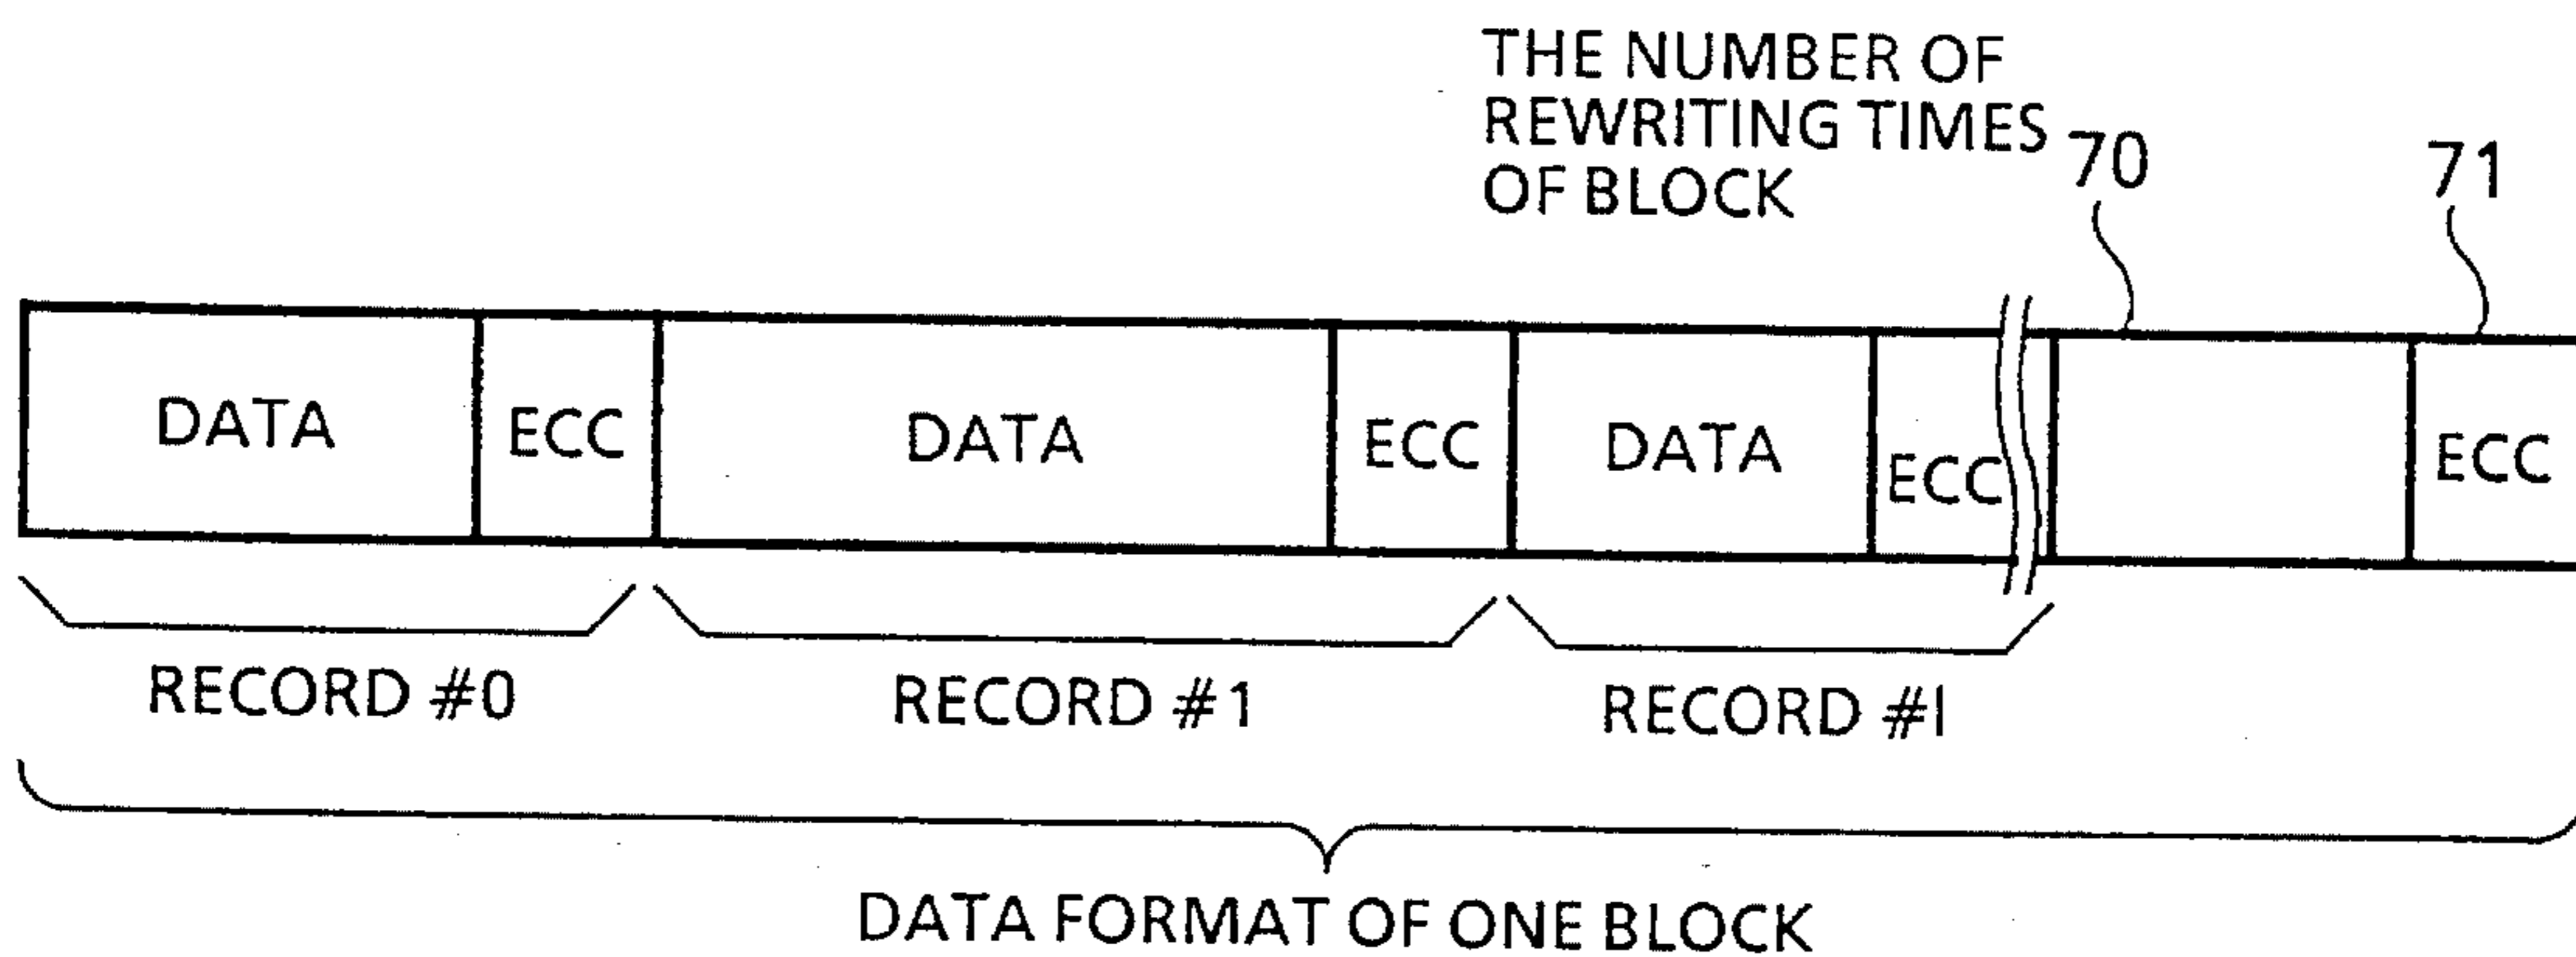 THE NUMBER OF
REWRITING TIMES
OF BLOCK
70
71
DATA
ECC
DATA
ECC
DATA
ECC
ECC
RECORD #0
RECORD #1
RECORD #I
DATA FORMAT OF ONE BLOCK